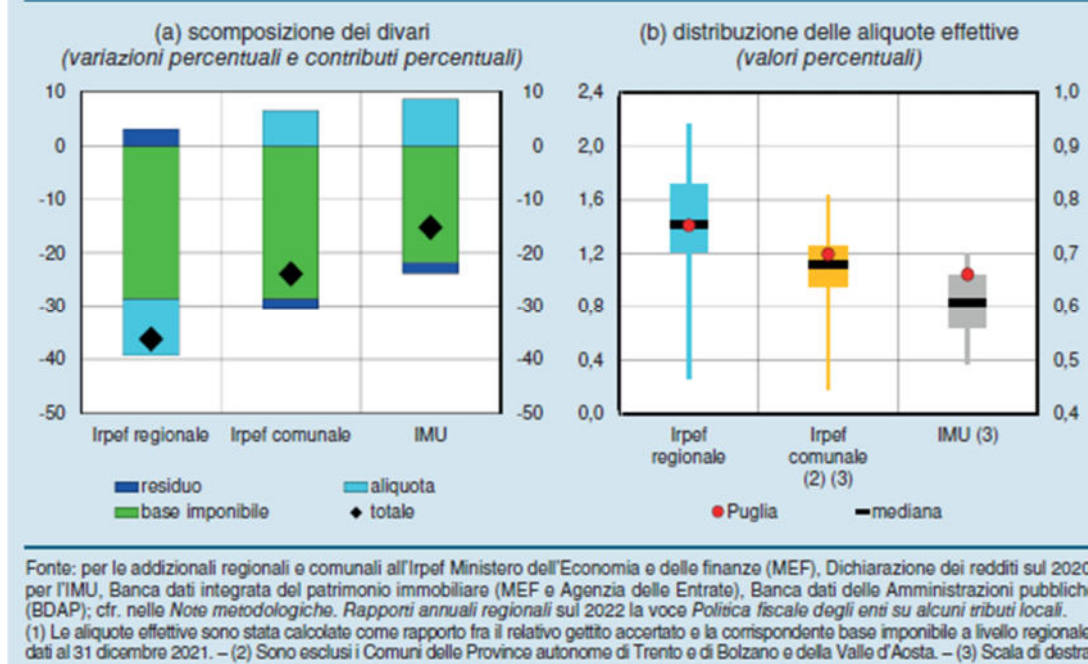 (a) scomposizione dei divari
(variazioni percentuali e contributi percentuali)
10
0
-10
-20
-30
-40
-50
10
0
-10
-20
-30
-40
-50
Irpef regionale
Irpef comunale
IMU
residuo
aliquota
base imponibile
totale
(b) distribuzione delle aliquote effettive
(valori percentuali)
2,4
2,0
1,6
1,2
0,8
0,4
0,0
1,0
0,9
0,8
0,7
0,6
0,5
0,4
Irpef
regionale
Irpef
comunale
(2) (3)
IMU (3)
Puglia
mediana
Fonte: per le addizionali regionali e comunali all'Irpef Ministero dell'Economia e delle finanze (MEF), Dichiarazione dei redditi sul 2020
per l'IMU, Banca dati integrata del patrimonio immobiliare (MEF e Agenzia delle Entrate), Banca dati delle Amministrazioni pubbliche
(BDAP); cfr. nelle Note metodologiche. Rapporti annuali regionali sul 2022 la voce Politica fiscale degli enti su alcuni tributi locali.
(1) Le aliquote effettive sono stata calcolate come rapporto fra il relativo gettito accertato e la corrispondente base imponibile a livello regionale
dati al 31 dicembre 2021. – (2) Sono esclusi i Comuni delle Province autonome di Trento e di Bolzano e della Valle d'Aosta. – (3) Scala di destra